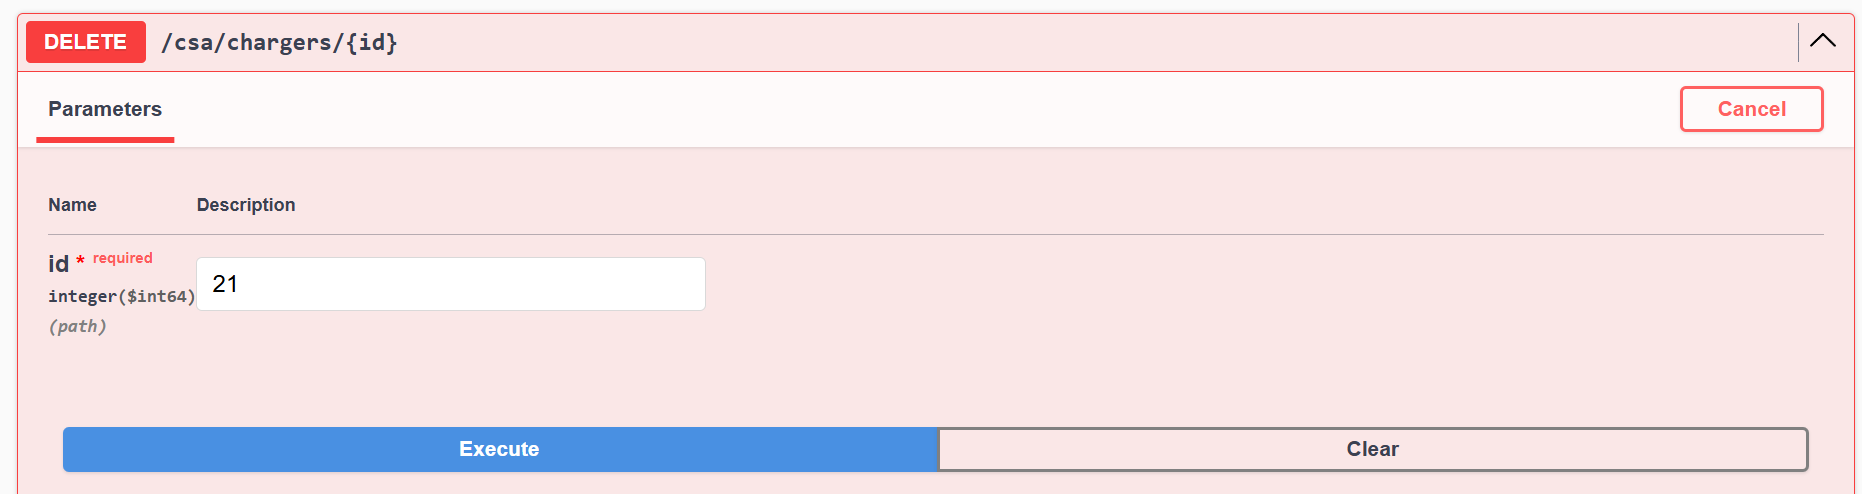 DELETE /csa/chargers/{id}
Parameters
Cancel
Name Description
id * required
integer($int64)
(path)
21
Execute Clear